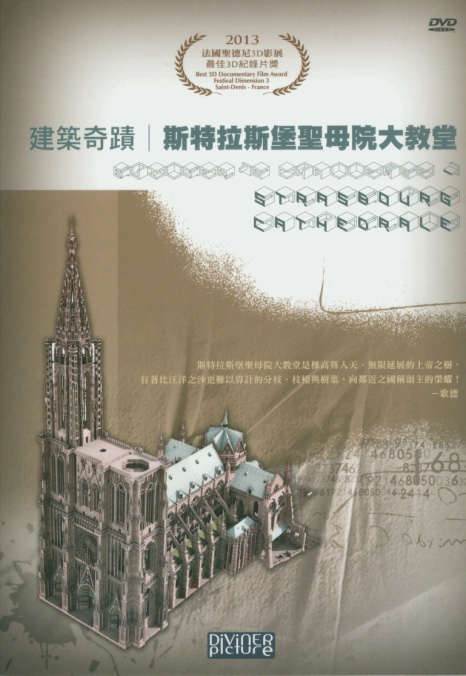 DVD
2013
法國聖德尼3D影展
最佳3D紀錄片獎
Best 3D Documentary Film Award
Festival Dimension 3
Saint-Denis - France
建築奇蹟｜斯特拉斯堡聖母院大教堂
STRASBOURG
CATHEDRALE
斯特拉斯堡聖母院大教堂是棵高聳入天，無限延展的上帝之樹，
有著比汪洋之沙更難以算計的分枝、技椏與樹葉，向鄰近之國稱頌主的榮耀！
—歌德
DIVINER
PICTURE